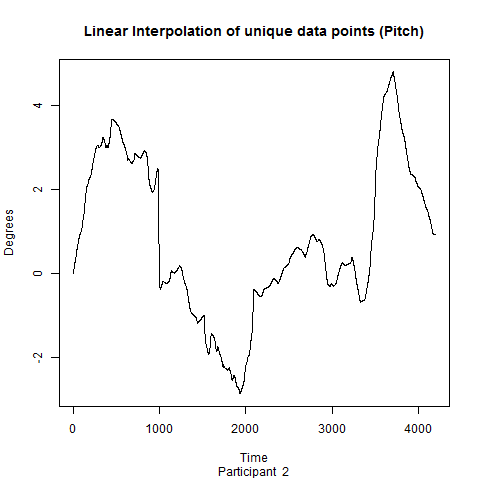 Linear Interpolation of unique data points (Pitch)
Degrees
4
2
0
-2
0 1000 2000 3000 4000
Time
Participant 2